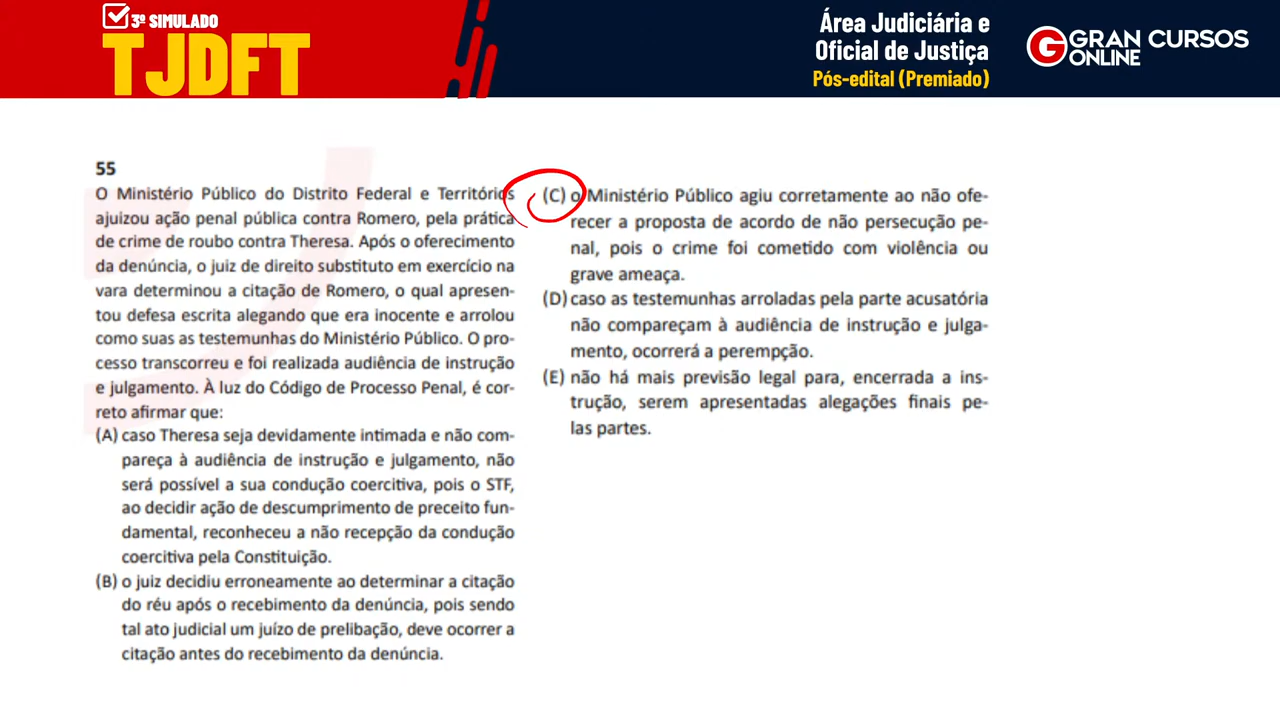 3º SIMULADO
TJDFT
Área Judiciária e
Oficial de Justiça
Pós-edital (Premiado)
GRAN CURSOS
ONLINE
55
O Ministério Público do Distrito Federal e Territórios
ajuizou ação penal pública contra Romero, pela prática
de crime de roubo contra Theresa. Após o oferecimento
da denúncia, o juiz de direito substituto em exercício na
vara determinou a citação de Romero, o qual apresen-
tou defesa escrita alegando que era inocente e arrolou
como suas as testemunhas do Ministério Público. O pro-
cesso transcorreu e foi realizada audiência de instrução
e julgamento. À luz do Código de Processo Penal, é cor-
reto afirmar que:
(A) caso Theresa seja devidamente intimada e não com-
pareça à audiência de instrução e julgamento, não
será possível a sua condução coercitiva, pois o STF,
ao decidir ação de descumprimento de preceito fun-
damental, reconheceu a não recepção da condução
coercitiva pela Constituição.
(B) o juiz decidiu erroneamente ao determinar a citação
do réu após o recebimento da denúncia, pois sendo
tal ato judicial um juízo de prelibação, deve ocorrer a
citação antes do recebimento da denúncia.
(C) o Ministério Público agiu corretamente ao não ofe-
recer a proposta de acordo de não persecução pe-
nal, pois o crime foi cometido com violência ou
grave ameaça.
(D) caso as testemunhas arroladas pela parte acusatória
não compareçam à audiência de instrução e julga-
mento, ocorrerá a perempção.
(E) não há mais previsão legal para, encerrada a ins-
trução, serem apresentadas alegações finais pe-
las partes.